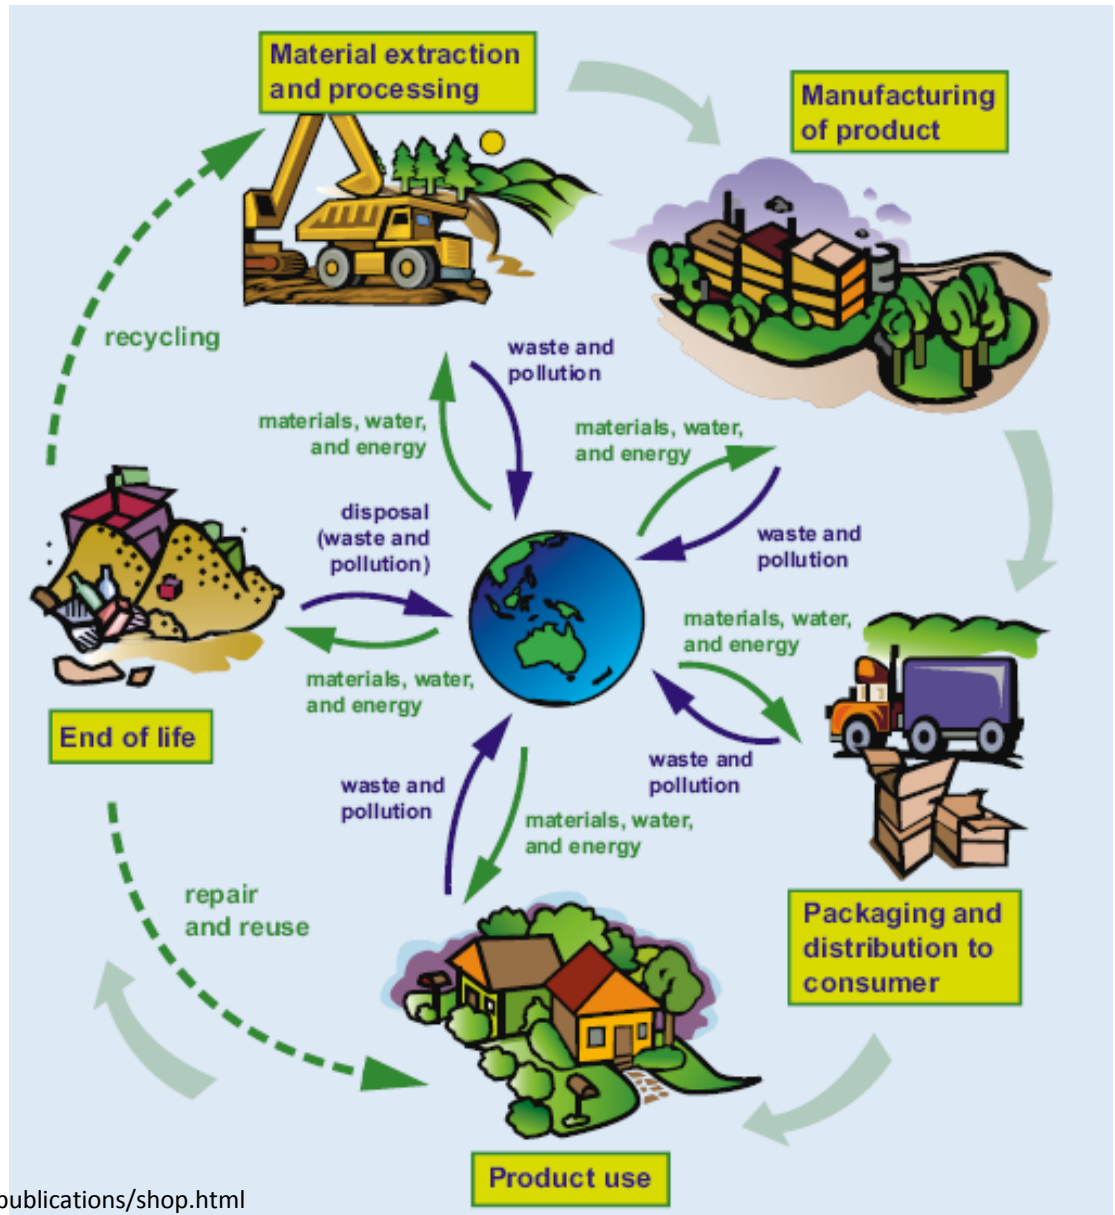 Material extraction
and processing
Manufacturing
of product
recycling
waste and
pollution
materials, water,
and energy
materials, water,
and energy
disposal
(waste and
pollution)
waste and
pollution
materials, water,
and energy
materials, water,
and energy
End of life
waste and
pollution
waste and
pollution
materials, water,
and energy
repair
and reuse
Packaging and
distribution to
consumer
Product use
publications/shop.html